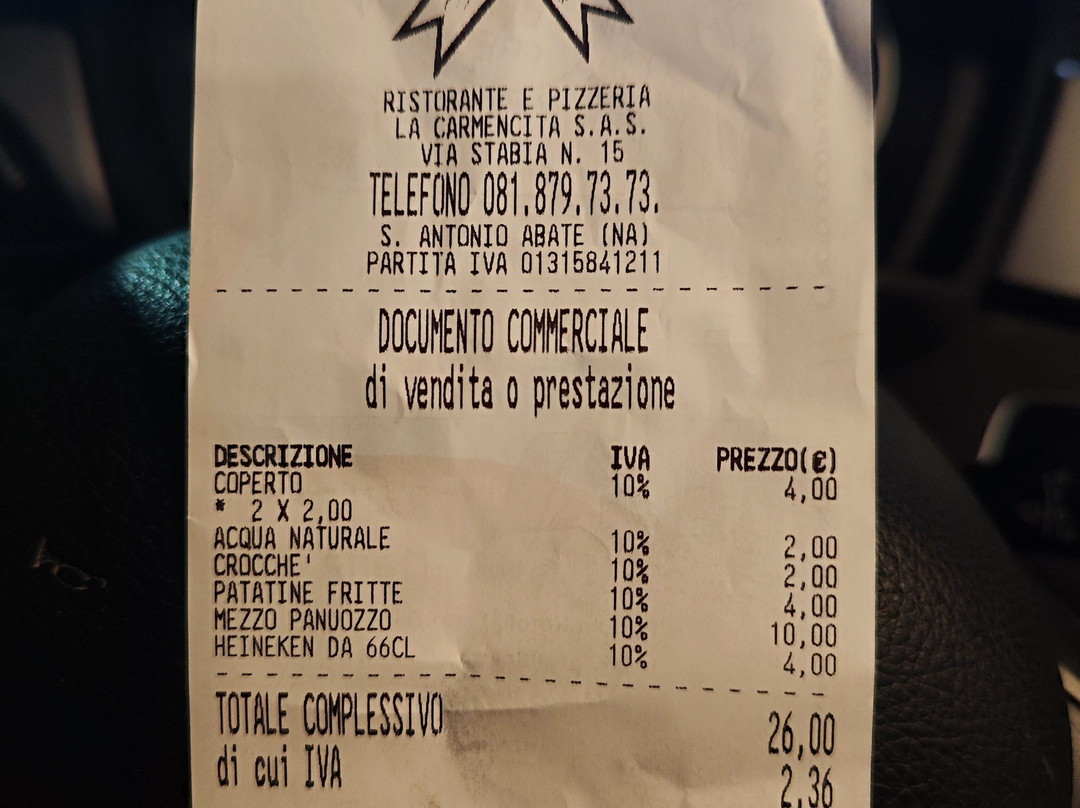 RISTORANTE E PIZZERIA
LA CARMENCITA S.A.S.
VIA STABIA N. 15
TELEFONO 081.879.73.73.
S. ANTONIO ABATE (NA)
PARTITA IVA 01315841211
DOCUMENTO COMMERCIALE
di vendita o prestazione
DESCRIZIONE IVA PREZZO(€)
COPERTO 10% 4,00
* 2 X 2,00
ACQUA NATURALE 10% 2,00
CROCCHE' 10% 2,00
PATATINE FRITTE 10% 4,00
MEZZO PANUOZZO 10% 10,00
HEINEKEN DA 66CL 10% 4,00
TOTALE COMPLESSIVO 26,00
di cui IVA 2,36